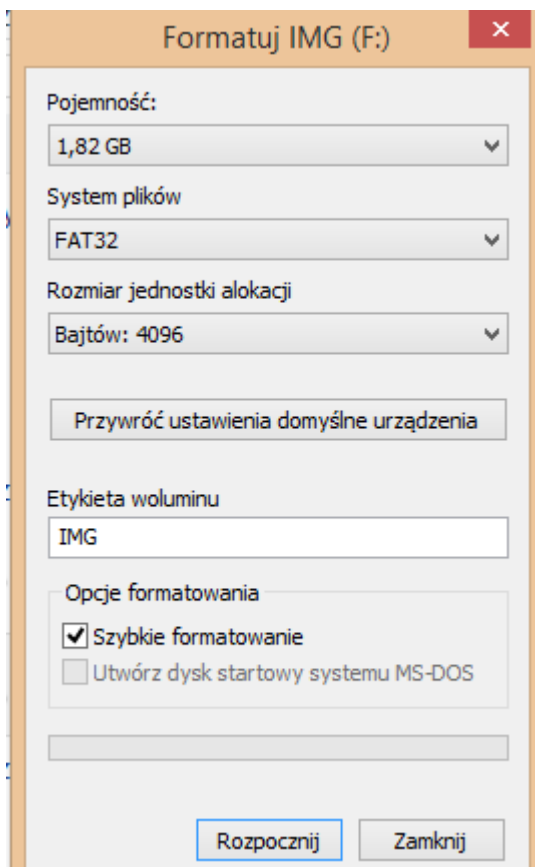 Formatuj IMG (F:)
Pojemność:
1,82 GB
System plików
FAT32
Rozmiar jednostki alokacji
Bajtów: 4096
Przywróć ustawienia domyślne urządzenia
Etykieta woluminu
IMG
Opcje formatowania
Szybkie formatowanie
Utwórz dysk startowy systemu MS-DOS
Rozpocznij
Zamknij